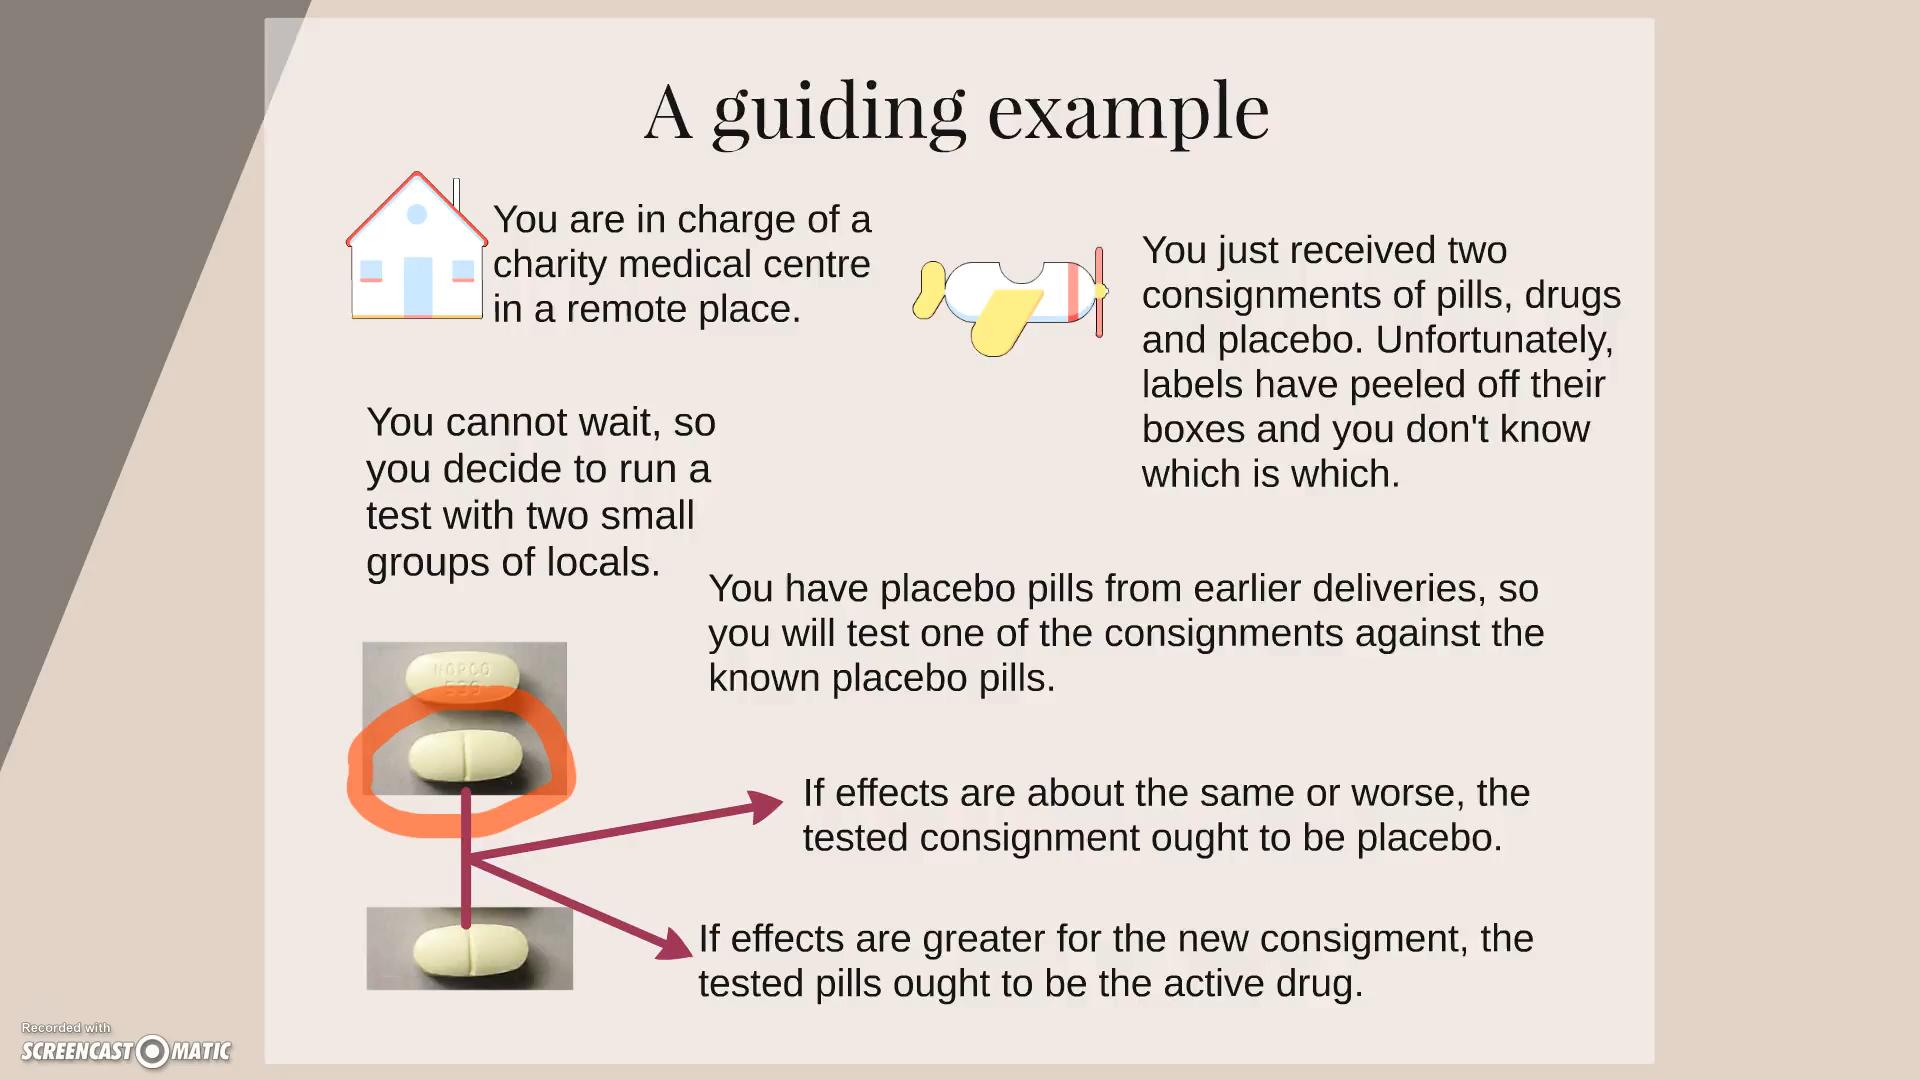 A guiding example
You are in charge of a
charity medical centre
in a remote place.
You just received two
consignments of pills, drugs
and placebo. Unfortunately,
labels have peeled off their
boxes and you don't know
which is which.
You cannot wait, so
you decide to run a
test with two small
groups of locals.
You have placebo pills from earlier deliveries, so
you will test one of the consignments against the
known placebo pills.
NORCO
539
If effects are about the same or worse, the
tested consignment ought to be placebo.
If effects are greater for the new consigment, the
tested pills ought to be the active drug.
Recorded with
SCREENCAST MATIC